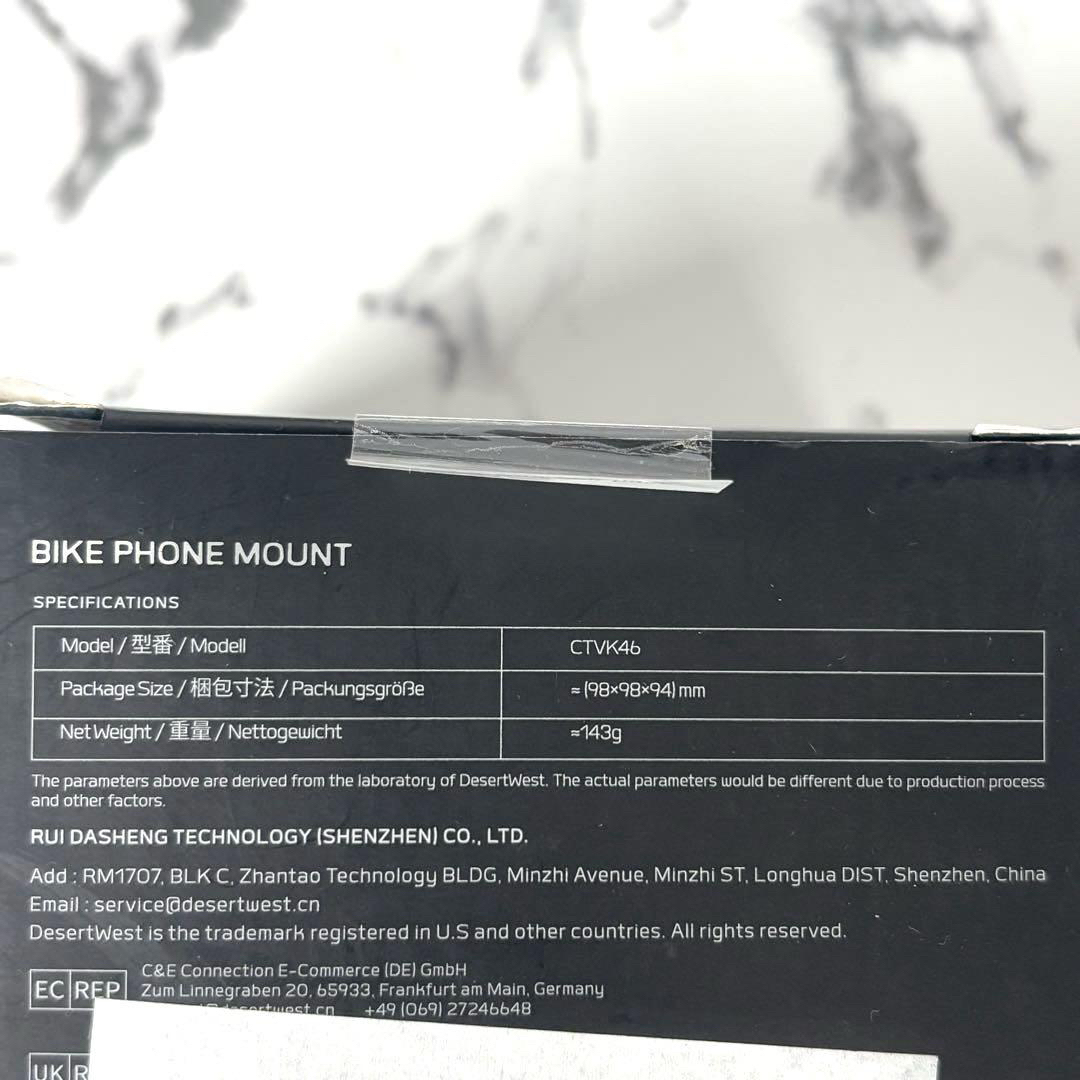 BIKE PHONE MOUNT
SPECIFICATIONS
Model / 型番 / Modell CTVK46
Package Size / 梱包寸法 / Packungsgröße ≈ (98×98×94) mm
Net Weight / 重量 / Nettogewicht ≈143g
The parameters above are derived from the laboratory of DesertWest. The actual parameters would be different due to production process
and other factors.
RUI DASHENG TECHNOLOGY (SHENZHEN) CO., LTD.
Add : RM1707, BLK C, Zhantao Technology BLDG, Minzhi Avenue, Minzhi ST, Longhua DIST, Shenzhen, China
Email : service@desertwest.cn
DesertWest is the trademark registered in U.S and other countries. All rights reserved.
EC REP
C&E Connection E-Commerce (DE) GmbH
Zum Linnegraben 20, 65933, Frankfurt am Main, Germany
@desertwest.cn +49 (069) 27246648
UK